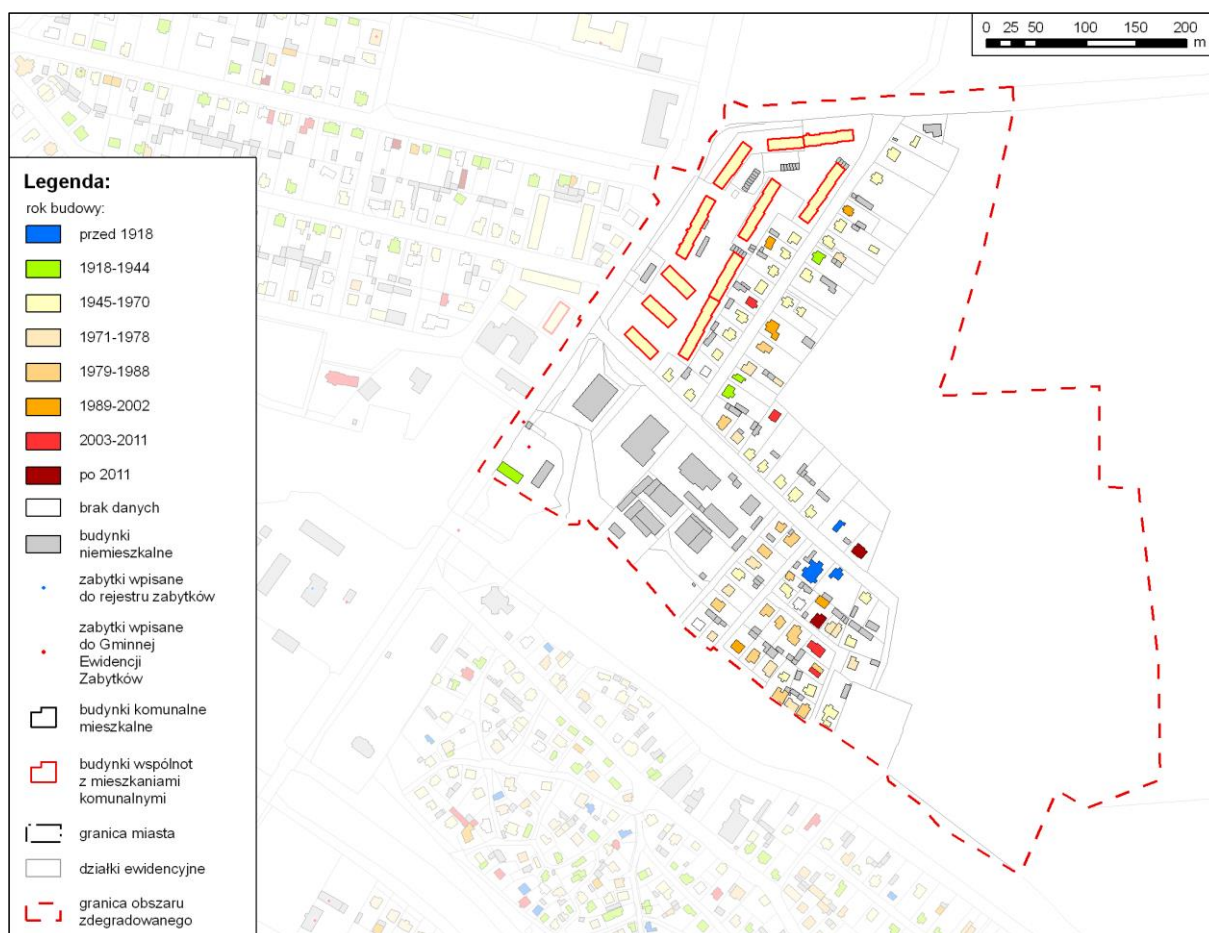 0 25 50 100 150 200
m
Legenda:
rok budowy:
przed 1918
1918-1944
1945-1970
1971-1978
1979-1988
1989-2002
2003-2011
po 2011
brak danych
budynki
niemieszkalne
zabytki wpisane
do rejestru zabytków
zabytki wpisane
do Gminnej
Ewidencji
Zabytków
budynki komunalne
mieszkalne
budynki wspólnot
z mieszkaniami
komunalnymi
granica miasta
działki ewidencyjne
granica obszaru
zdegradowanego